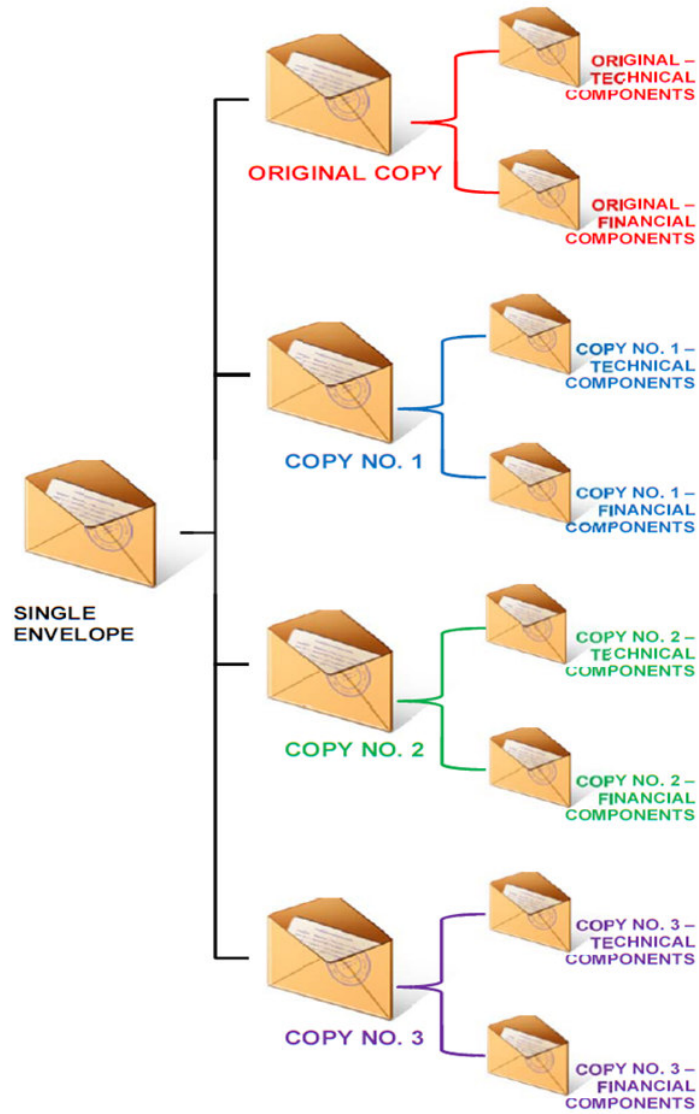 ORIGINAL –
TECHNICAL
COMPONENTS
ORIGINAL COPY
ORIGINAL –
FINANCIAL
COMPONENTS
COPY NO. 1 –
TECHNICAL
COMPONENTS
COPY NO. 1
COPY NO. 1 –
FINANCIAL
COMPONENTS
SINGLE
ENVELOPE
COPY NO. 2 –
TECHNICAL
COMPONENTS
COPY NO. 2
COPY NO. 2 –
FINANCIAL
COMPONENTS
COPY NO. 3 –
TECHNICAL
COMPONENTS
COPY NO. 3
COPY NO. 3 –
FINANCIAL
COMPONENTS